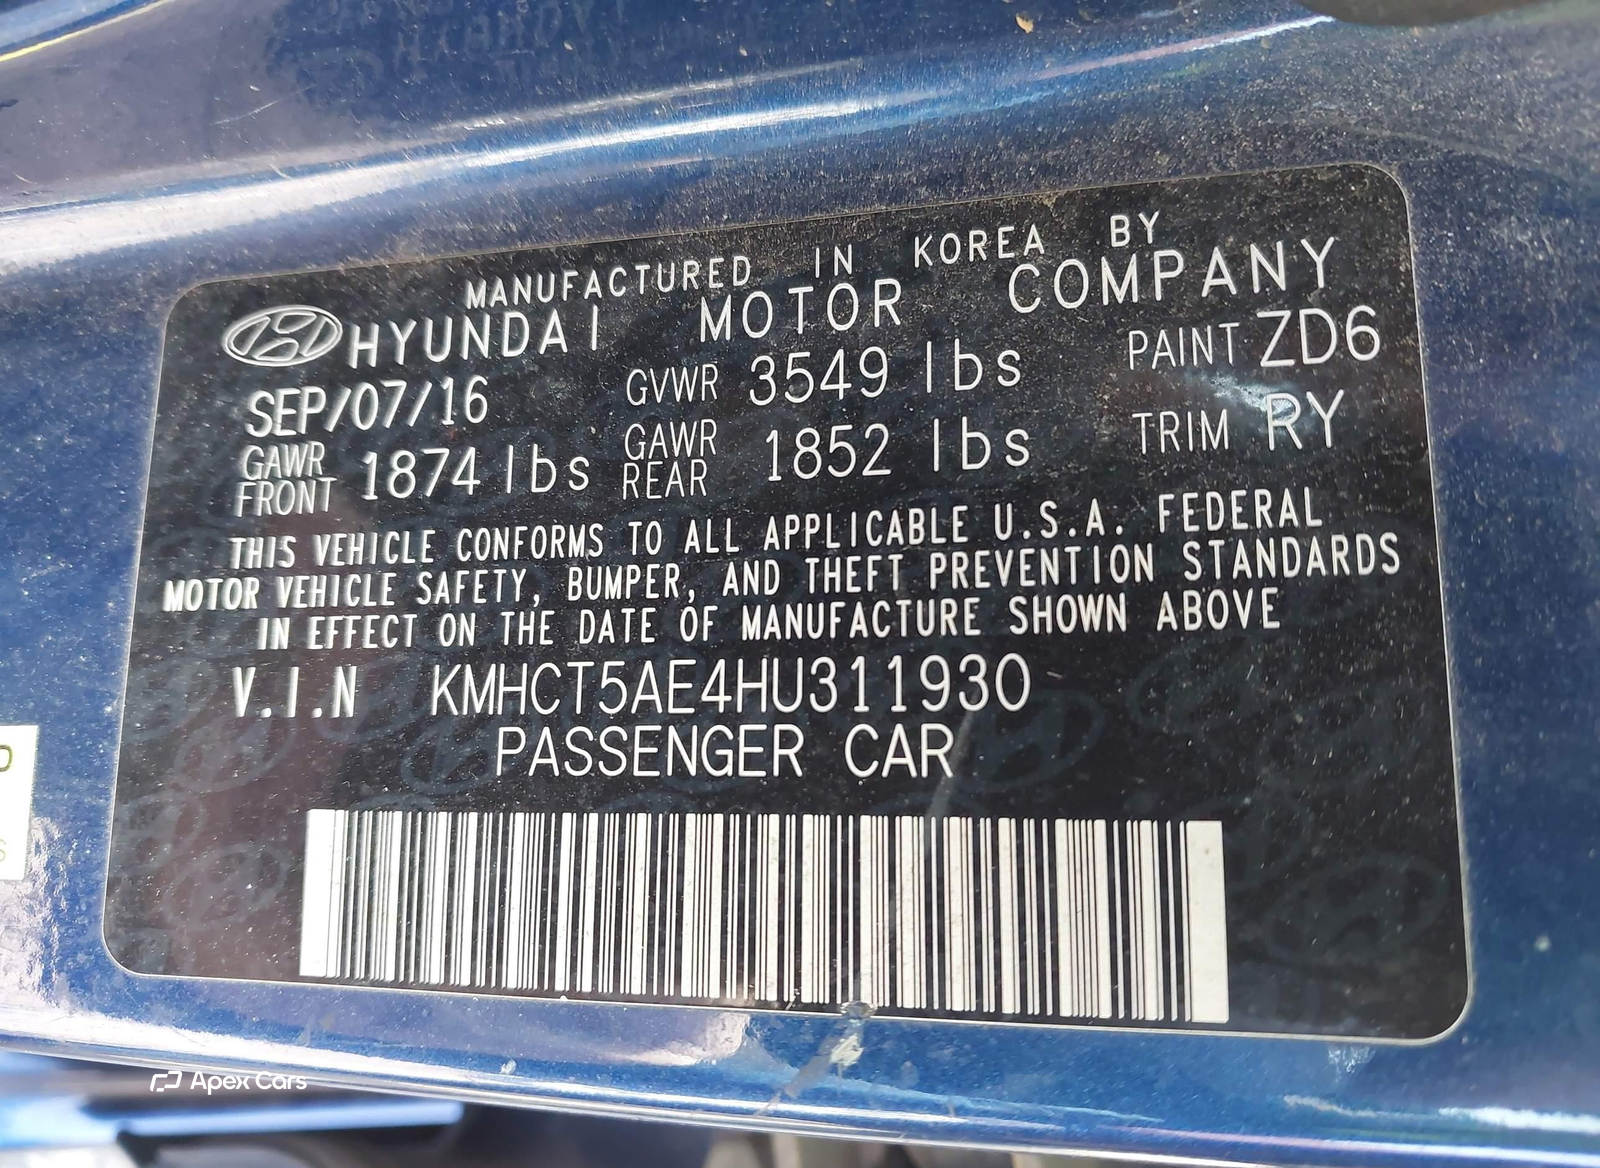 MANUFACTURED IN KOREA BY
HYUNDAI MOTOR COMPANY
SEP/07/16 GVWR 3549 lbs PAINT ZD6
GAWR FRONT 1874 lbs GAWR REAR 1852 lbs TRIM RY
THIS VEHICLE CONFORMS TO ALL APPLICABLE U.S.A. FEDERAL
MOTOR VEHICLE SAFETY, BUMPER, AND THEFT PREVENTION STANDARDS
IN EFFECT ON THE DATE OF MANUFACTURE SHOWN ABOVE
V.I.N KMHCT5AE4HU311930
PASSENGER CAR
Apex Cars